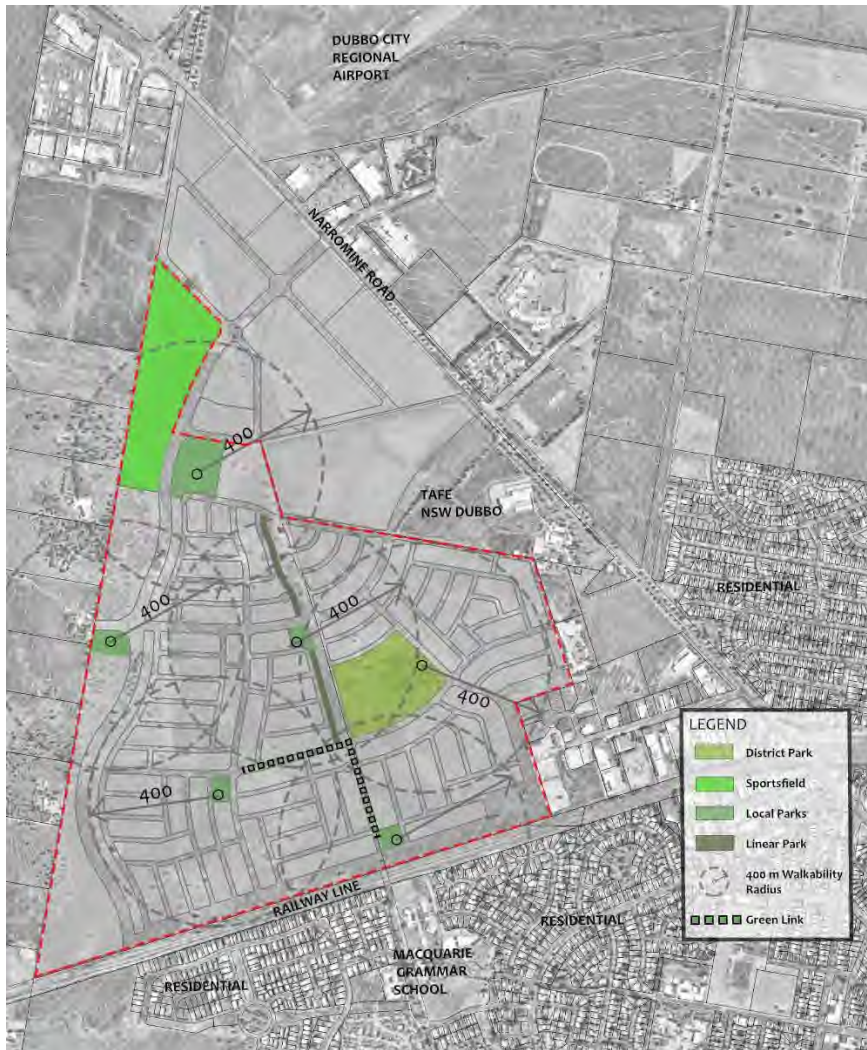 DUBBO CITY
REGIONAL
AIRPORT
NARROMINE ROAD
400
TAFE
NSW DUBBO
RESIDENTIAL
400
400
400
400
LEGEND
District Park
Sportsfield
Local Parks
Linear Park
400 m Walkability
Radius
Green Link
RAILWAY LINE
RESIDENTIAL
MACQUARIE
GRAMMAR
SCHOOL
RESIDENTIAL